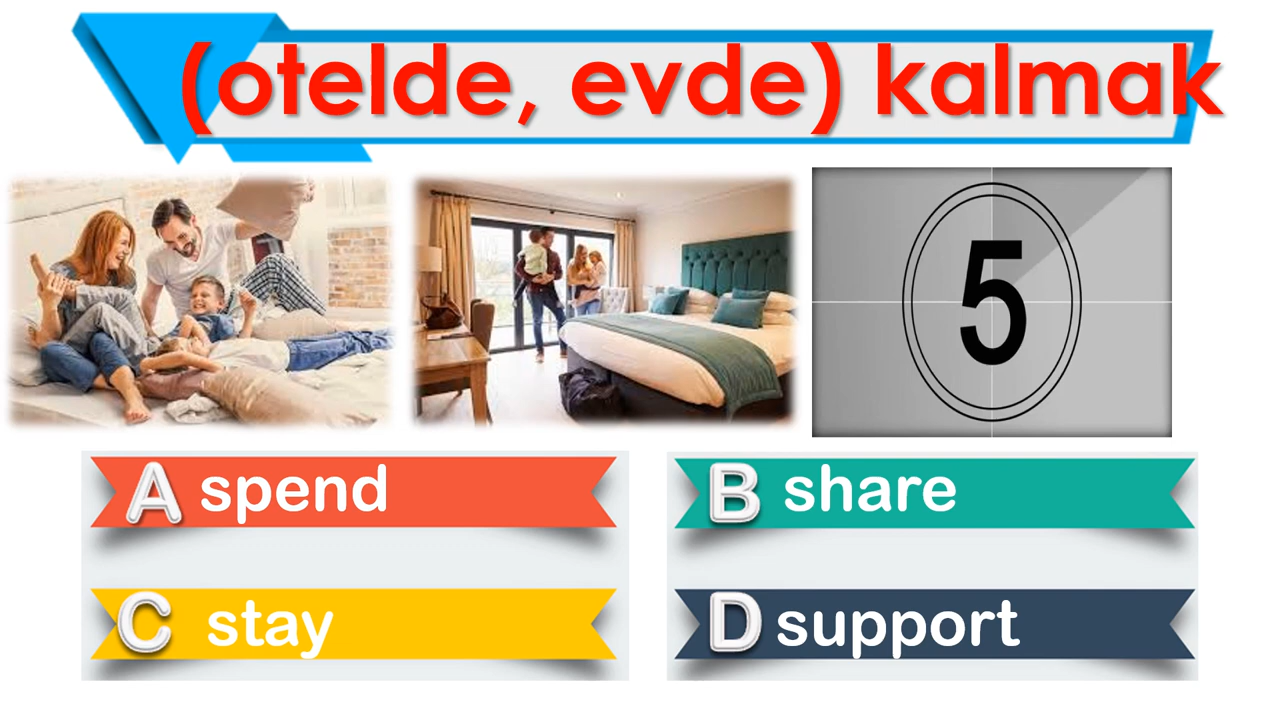 (otelde, evde) kalmak
5
A spend
B share
C stay
D support